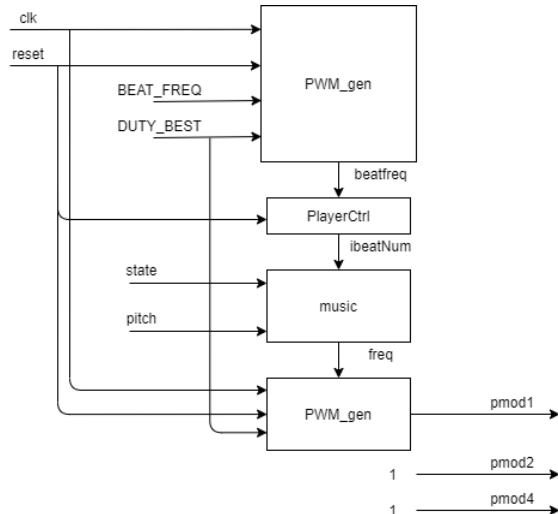 clk
reset
BEAT_FREQ
PWM_gen
DUTY_BEST
beatfreq
PlayerCtrl
ibeatNum
state
music
pitch
freq
PWM_gen
pmod1
1
pmod2
1
pmod4